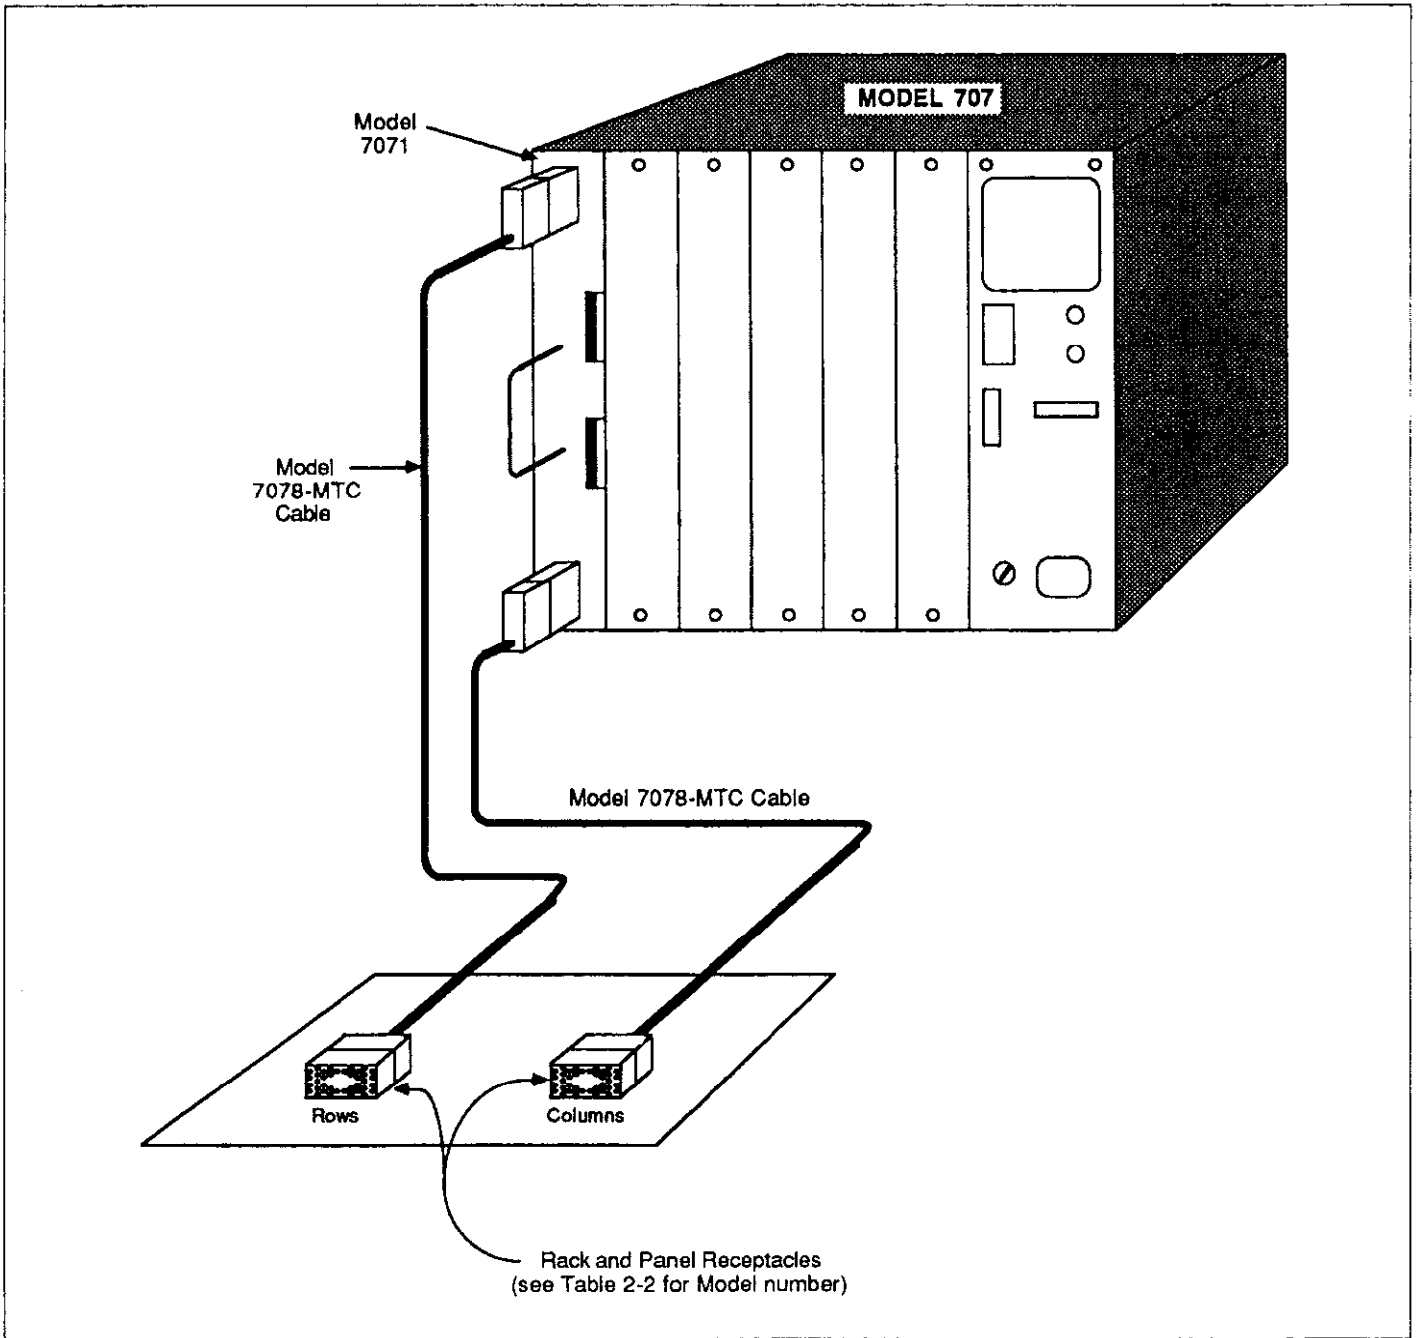 MODEL 707
Model
7071
Model
7078-MTC
Cable
Model 7078-MTC Cable
Rows
Columns
Rack and Panel Receptacles
(see Table 2-2 for Model number)